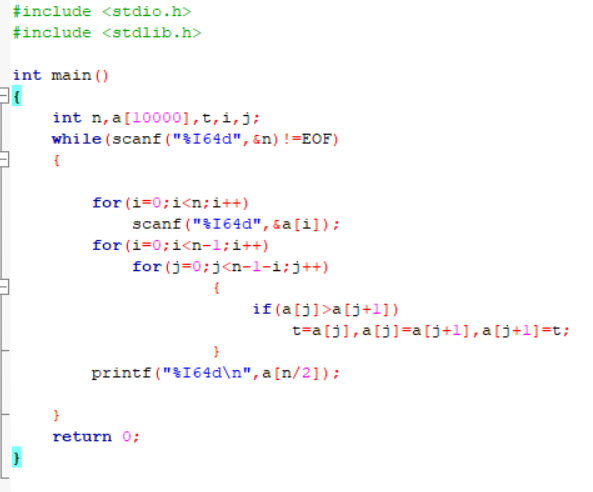 #include <stdio.h>
#include <stdlib.h>
int main()
{
int n,a[10000],t,i,j;
while(scanf("%I64d",&n)!=EOF)
{
for(i=0;i<n;i++)
scanf("%I64d",&a[i]);
for(i=0;i<n-1;i++)
for(j=0;j<n-1-i;j++)
{
if(a[j]>a[j+1])
t=a[j],a[j]=a[j+1],a[j+1]=t;
}
printf("%I64d\n",a[n/2]);
}
return 0;
}